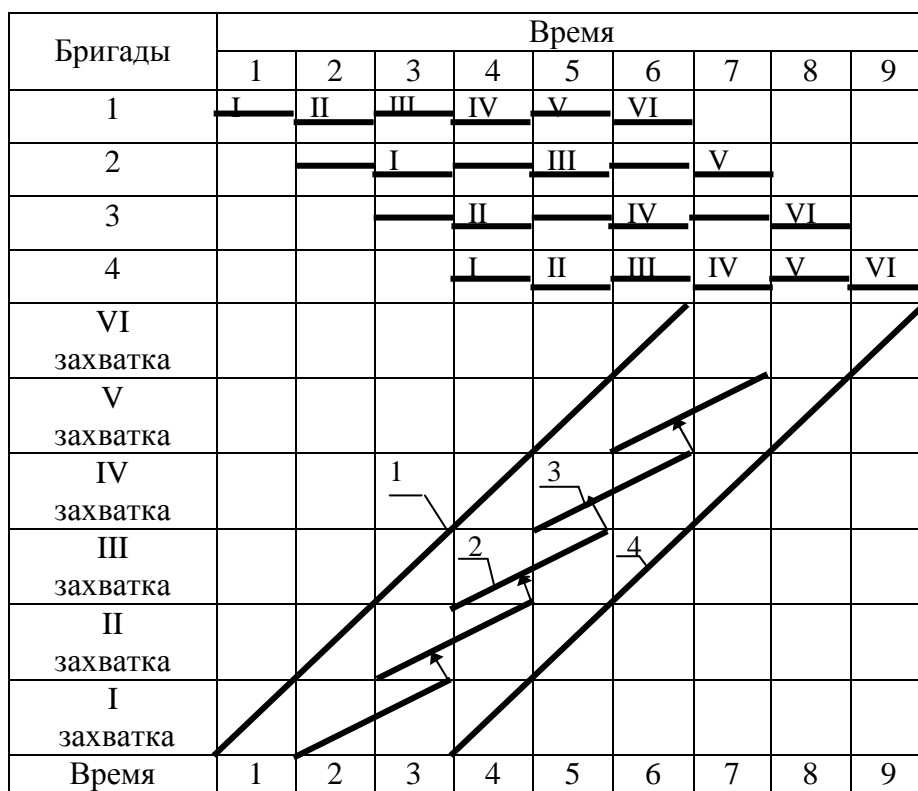 Бригады
Время
1 2 3 4 5 6 7 8 9
1 I II III IV V VI
2 I III V
3 II IV VI
4 I II III IV V VI
VI
захватка
V
захватка
IV
захватка
1 3
III
захватка
2 4
II
захватка
I
захватка
Время 1 2 3 4 5 6 7 8 9